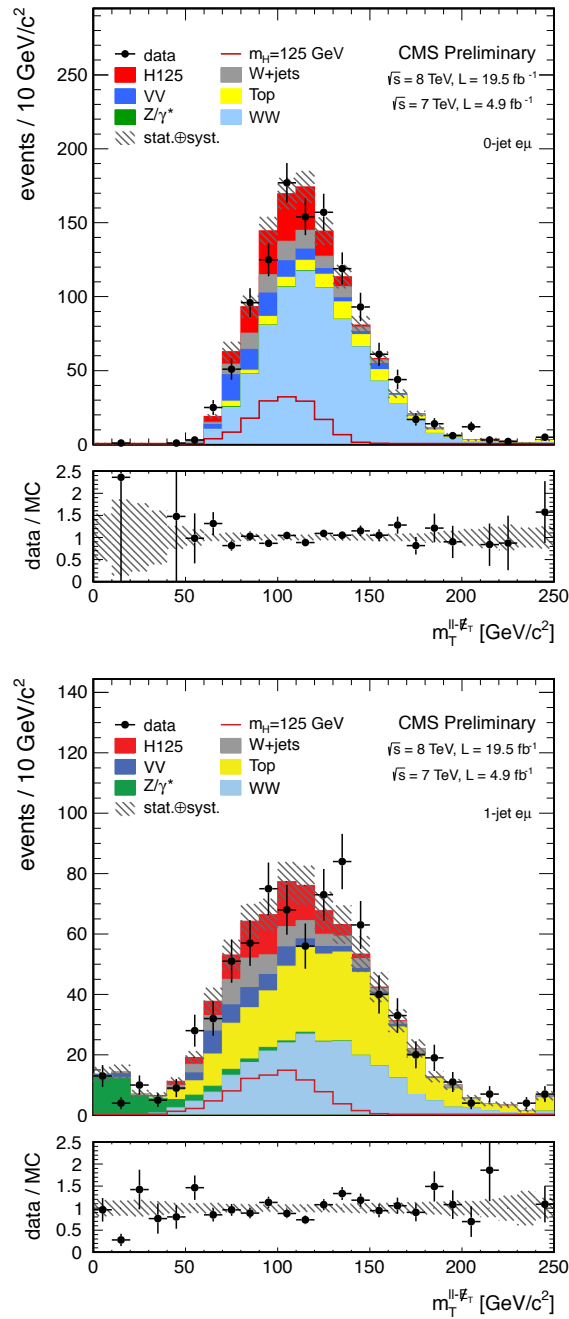 events / 10 GeV/c²
data
H125
VV
Z/γ*
stat.⊕syst.
m_H=125 GeV
W+jets
Top
WW
CMS Preliminary
√s = 8 TeV, L = 19.5 fb⁻¹
√s = 7 TeV, L = 4.9 fb⁻¹
0-jet eμ
250
200
150
100
50
0
data / MC
2.5
2
1.5
1
0.5
0
0 50 100 150 200 250
m_T^{ll-E̸_T} [GeV/c²]
events / 10 GeV/c²
140
120
100
80
60
40
20
0
data
H125
VV
Z/γ*
stat.⊕syst.
m_H=125 GeV
W+jets
Top
WW
CMS Preliminary
√s = 8 TeV, L = 19.5 fb⁻¹
√s = 7 TeV, L = 4.9 fb⁻¹
1-jet eμ
data / MC
2.5
2
1.5
1
0.5
0
0 50 100 150 200 250
m_T^{ll-E̸_T} [GeV/c²]